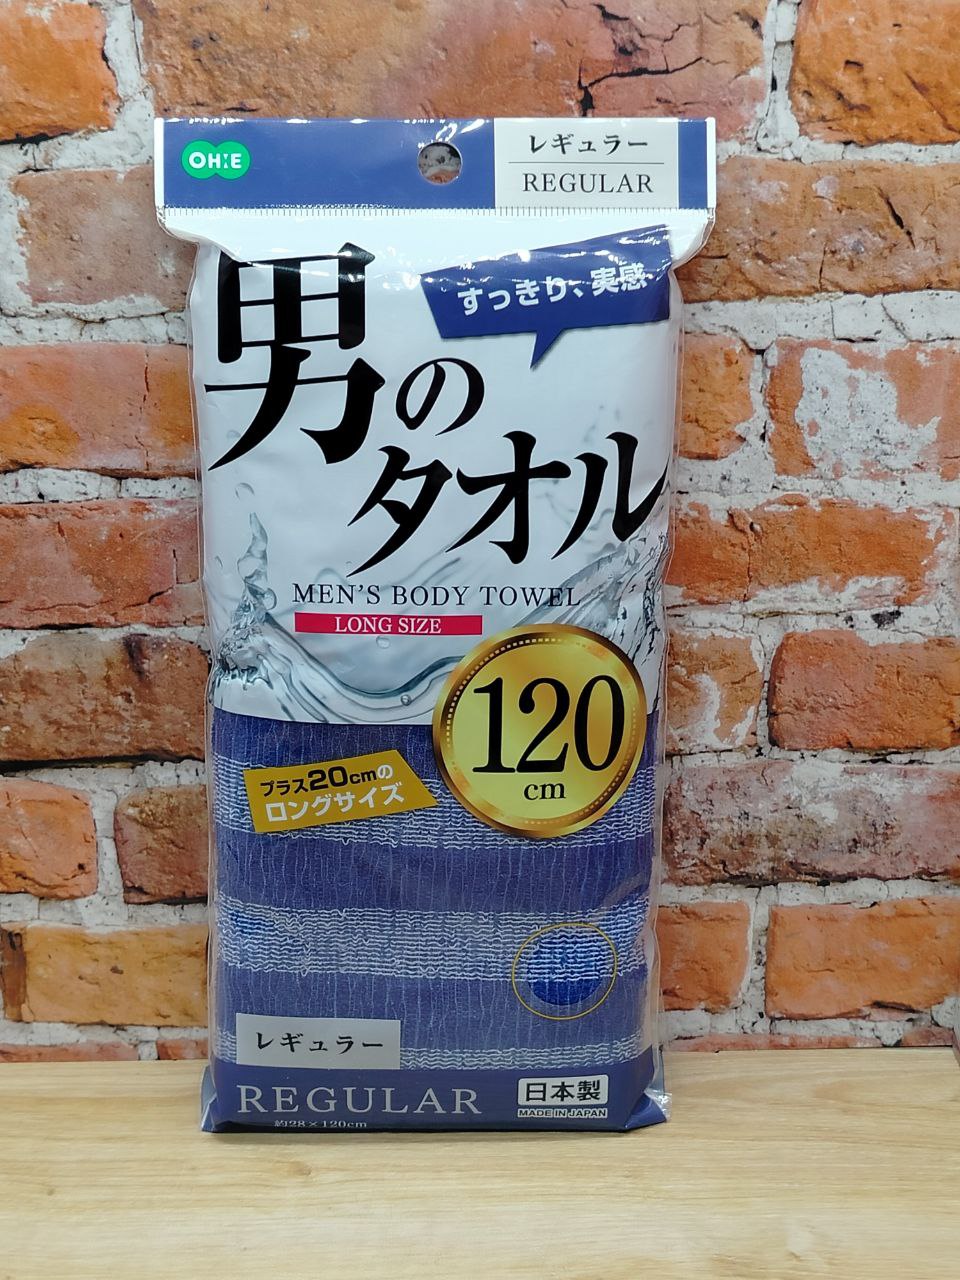 OH:E
レギュラー
REGULAR
すっきり、実感
男の
タオル
MEN'S BODY TOWEL
LONG SIZE
120
cm
プラス20cmの
ロングサイズ
レギュラー
REGULAR
約28×120cm
日本製
MADE IN JAPAN